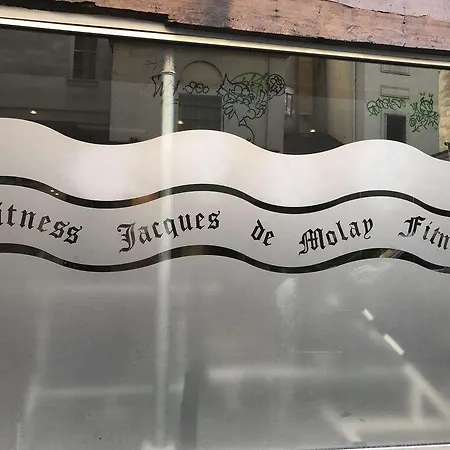 itness Jacques de Molay Fitn